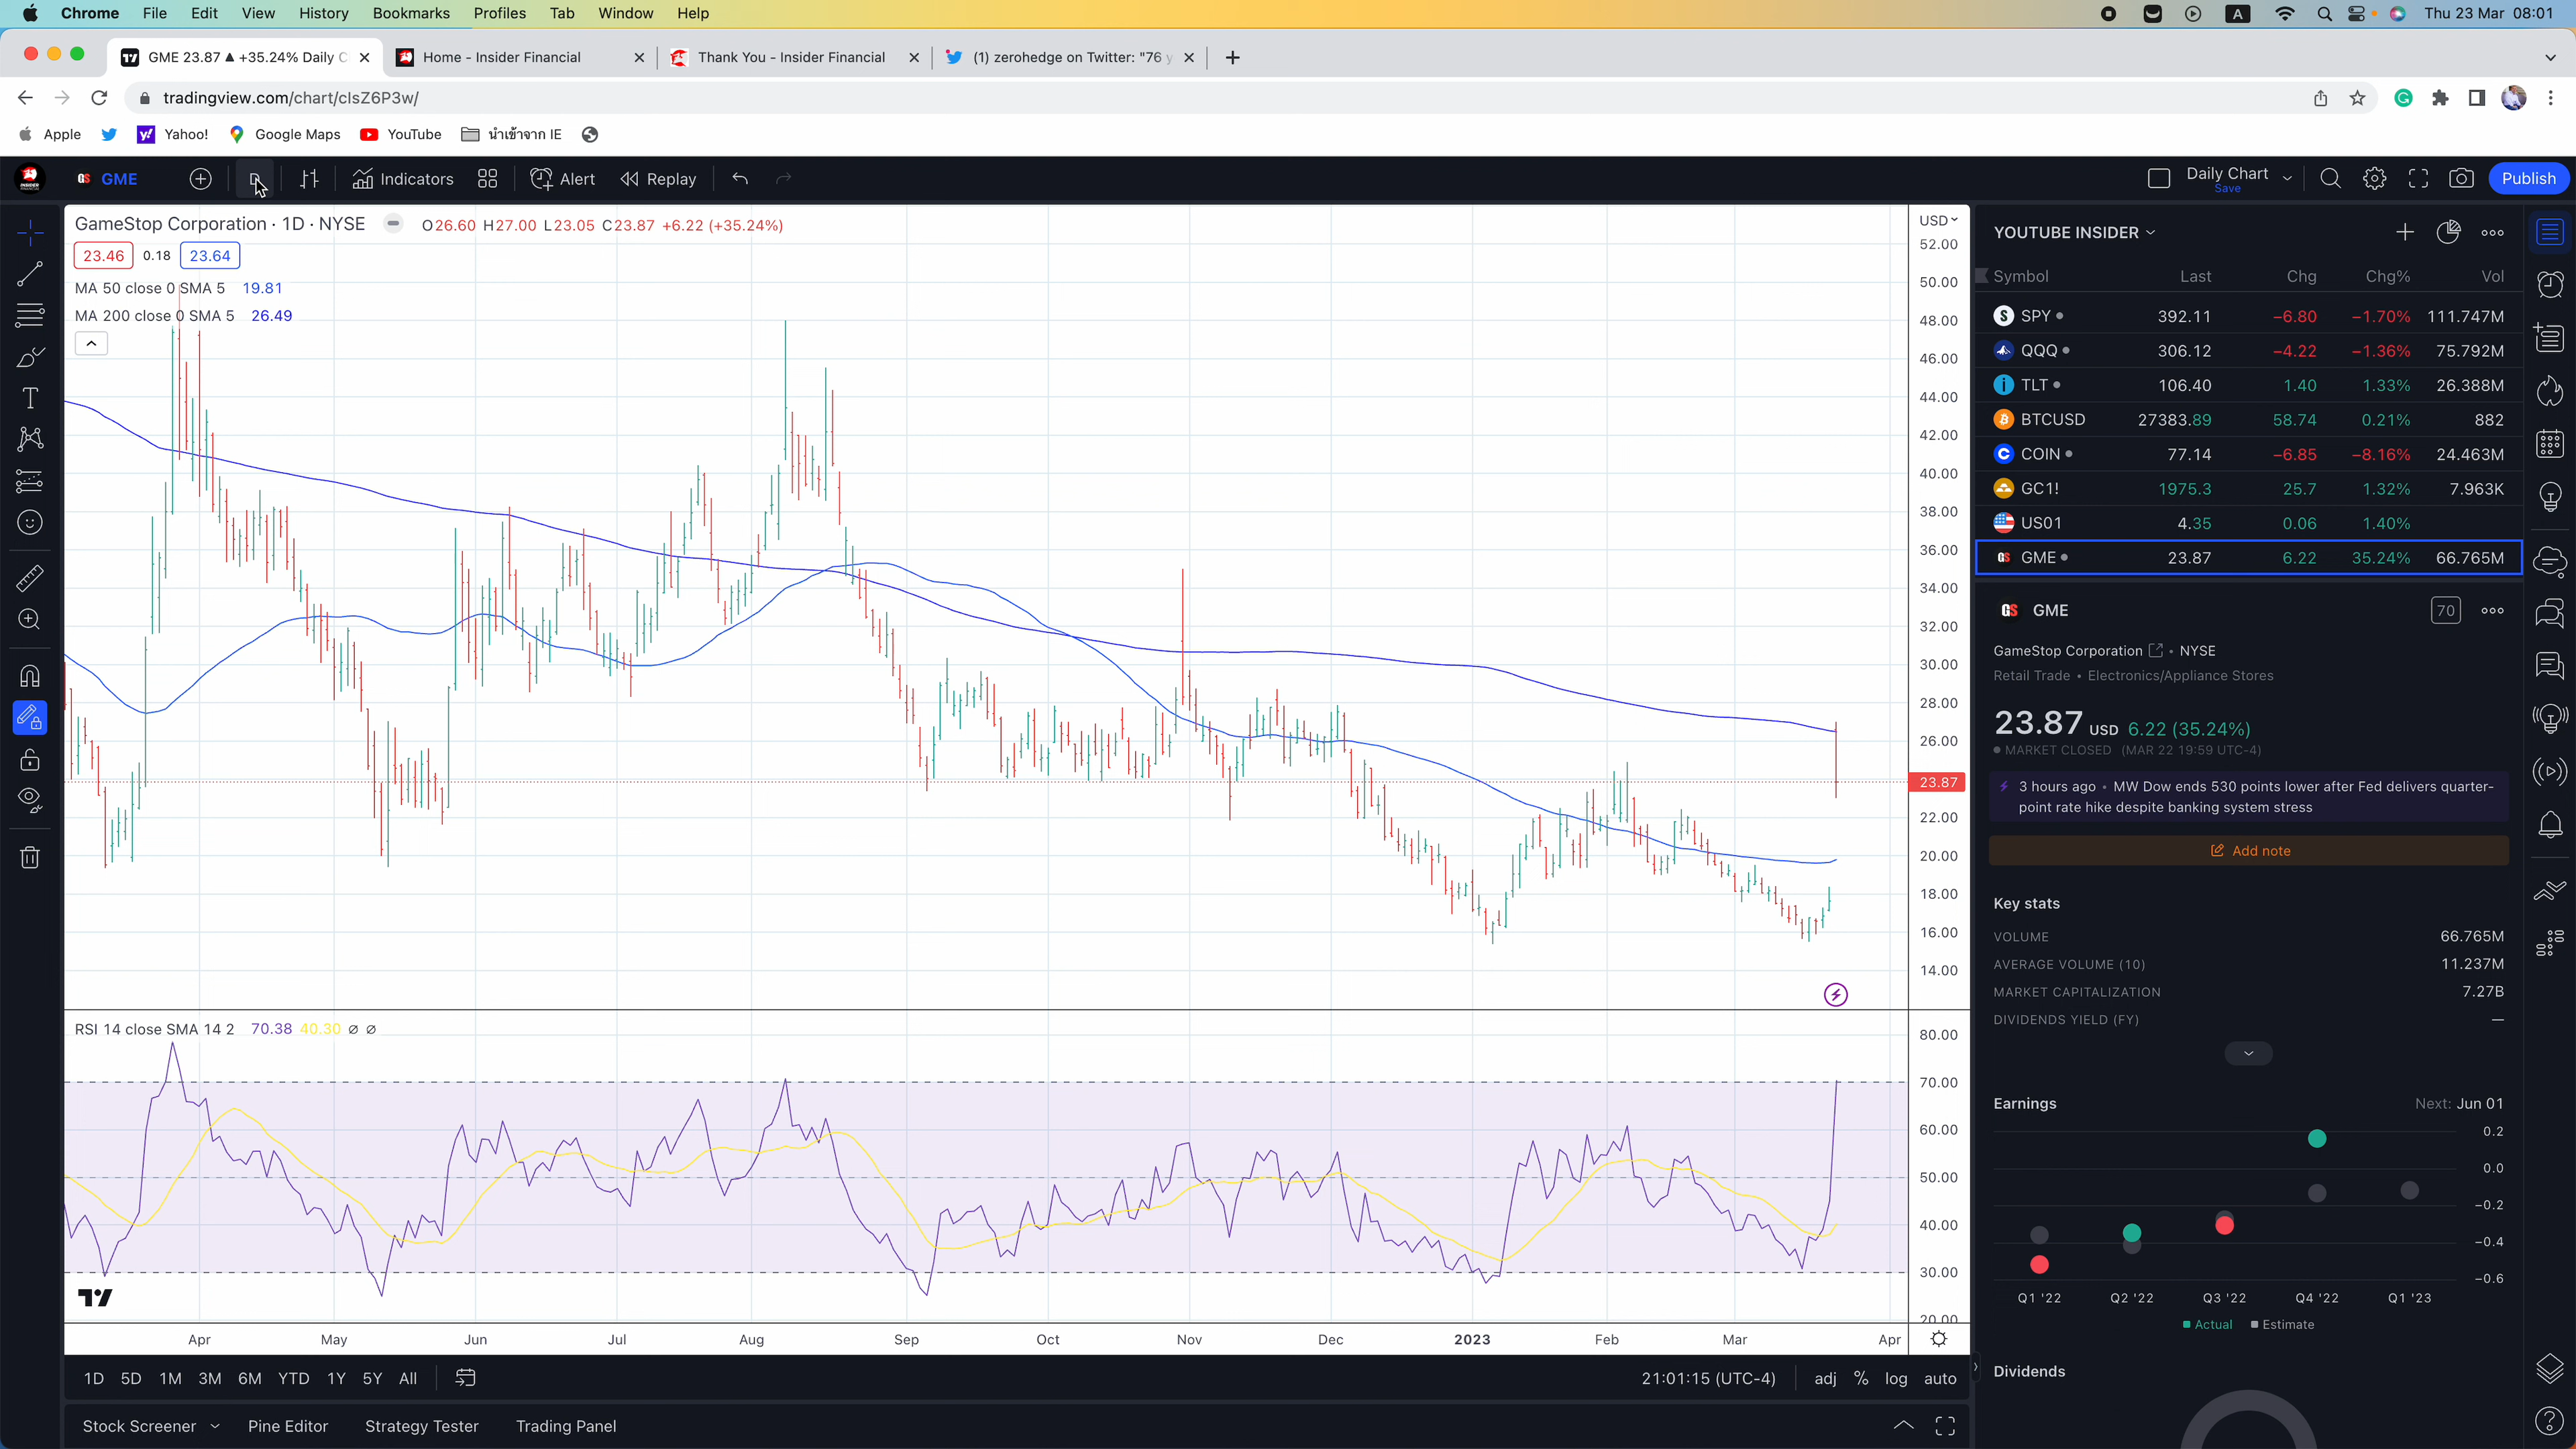 Chrome File Edit View History Bookmarks Profiles Tab Window Help A Thu 23 Mar 08:01
GME 23.87 ▲ +35.24% Daily C Home - Insider Financial Thank You - Insider Financial (1) zerohedge on Twitter: "76 y
tradingview.com/chart/clsZ6P3w/
Apple Yahoo! Google Maps YouTube นำเข้าจาก IE
GME D Indicators Alert Replay Daily Chart Save Publish
GameStop Corporation · 1D · NYSE O26.60 H27.00 L23.05 C23.87 +6.22 (+35.24%)
23.46 0.18 23.64
MA 50 close 0 SMA 5 19.81
MA 200 close 0 SMA 5 26.49
USD
52.00
50.00
48.00
46.00
44.00
42.00
40.00
38.00
36.00
34.00
32.00
30.00
28.00
26.00
23.87
22.00
20.00
18.00
16.00
14.00
RSI 14 close SMA 14 2 70.38 40.30 ∅ ∅
80.00
70.00
60.00
50.00
40.00
30.00
20.00
Apr May Jun Jul Aug Sep Oct Nov Dec 2023 Feb Mar Apr
1D 5D 1M 3M 6M YTD 1Y 5Y All 21:01:15 (UTC-4) adj % log auto
Stock Screener Pine Editor Strategy Tester Trading Panel
YOUTUBE INSIDER
Symbol Last Chg Chg% Vol
SPY 392.11 −6.80 −1.70% 111.747M
QQQ 306.12 −4.22 −1.36% 75.792M
TLT 106.40 1.40 1.33% 26.388M
BTCUSD 27383.89 58.74 0.21% 882
COIN 77.14 −6.85 −8.16% 24.463M
GC1! 1975.3 25.7 1.32% 7.963K
US01 4.35 0.06 1.40%
GME 23.87 6.22 35.24% 66.765M
GME 70
GameStop Corporation • NYSE
Retail Trade • Electronics/Appliance Stores
23.87 USD 6.22 (35.24%)
MARKET CLOSED (MAR 22 19:59 UTC-4)
3 hours ago • MW Dow ends 530 points lower after Fed delivers quarter-
point rate hike despite banking system stress
Add note
Key stats
VOLUME 66.765M
AVERAGE VOLUME (10) 11.237M
MARKET CAPITALIZATION 7.27B
DIVIDENDS YIELD (FY) —
Earnings Next: Jun 01
0.2
0.0
−0.2
−0.4
−0.6
Q1 '22 Q2 '22 Q3 '22 Q4 '22 Q1 '23
Actual Estimate
Dividends